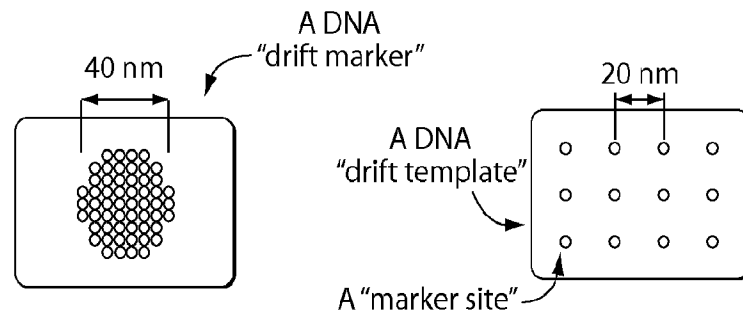 A DNA
“drift marker”
40 nm
20 nm
A DNA
“drift template”
A “marker site”